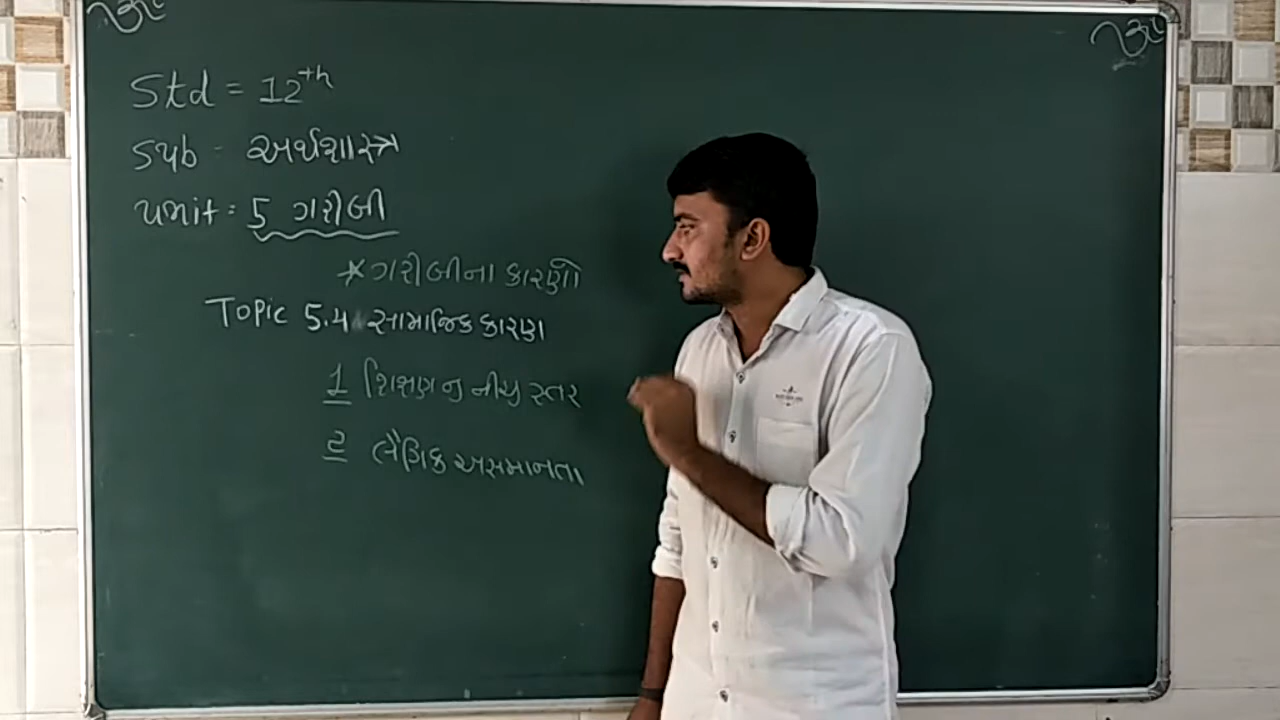 Std = 12th
Sub - અર્થશાસ્ત્ર
Unit = 5 ગરીબી
* ગરીબીના કારણો
Topic 5.4 સામાજિક કારણ
1 શિક્ષણ નુ નીચુ સ્તર
2 લૈંગિક અસમાનતા